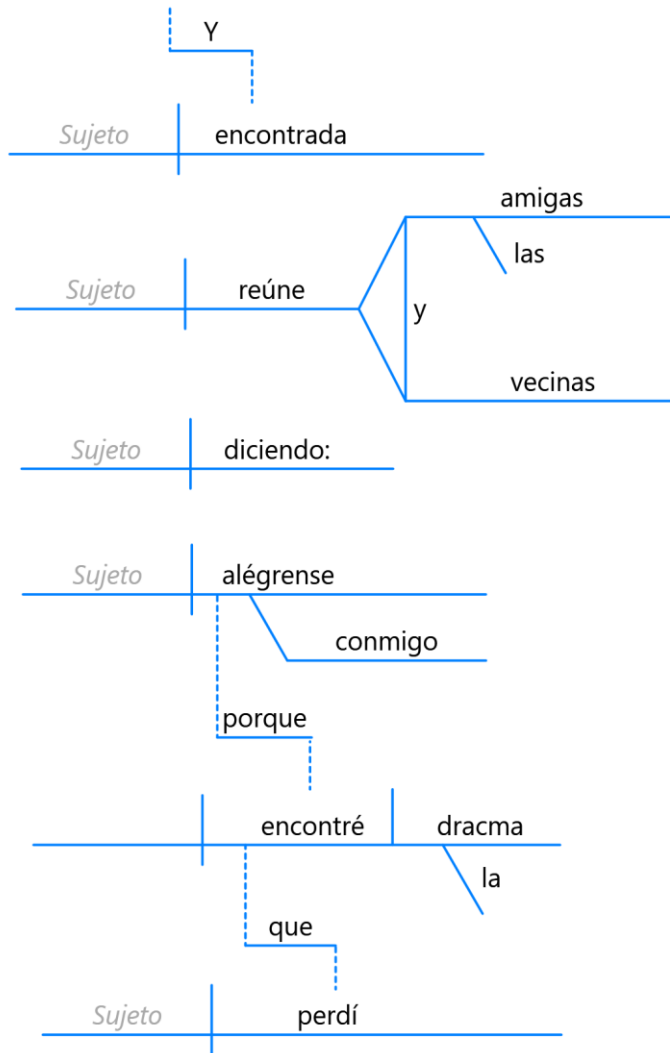 Y
Sujeto encontrada
amigas
las
Sujeto reúne
y
vecinas
Sujeto diciendo:
Sujeto alégrense
conmigo
porque
encontré dracma
la
que
Sujeto perdí